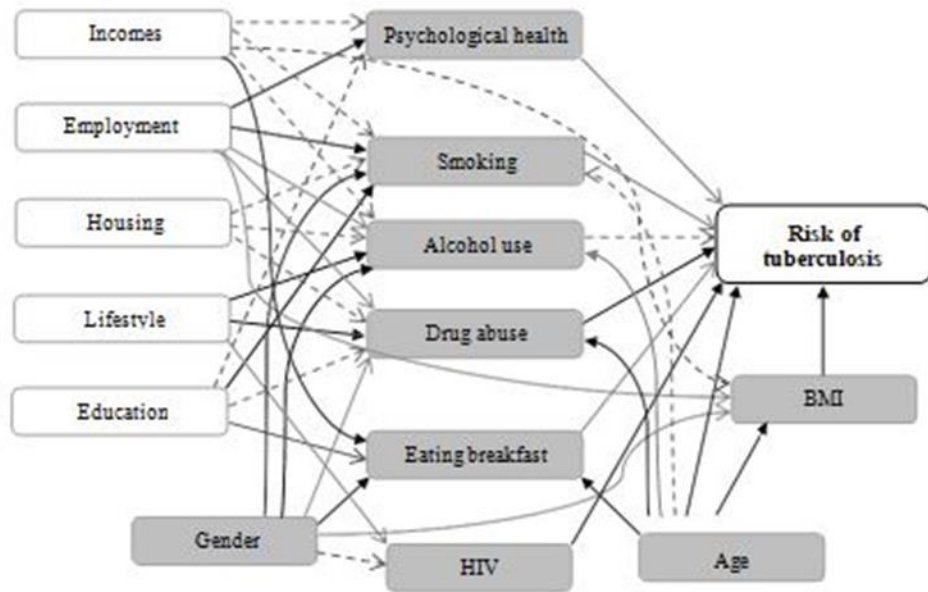 Incomes
Psychological health
Employment
Smoking
Housing
Alcohol use
Risk of
tuberculosis
Lifestyle
Drug abuse
BMI
Education
Eating breakfast
Gender
HIV
Age